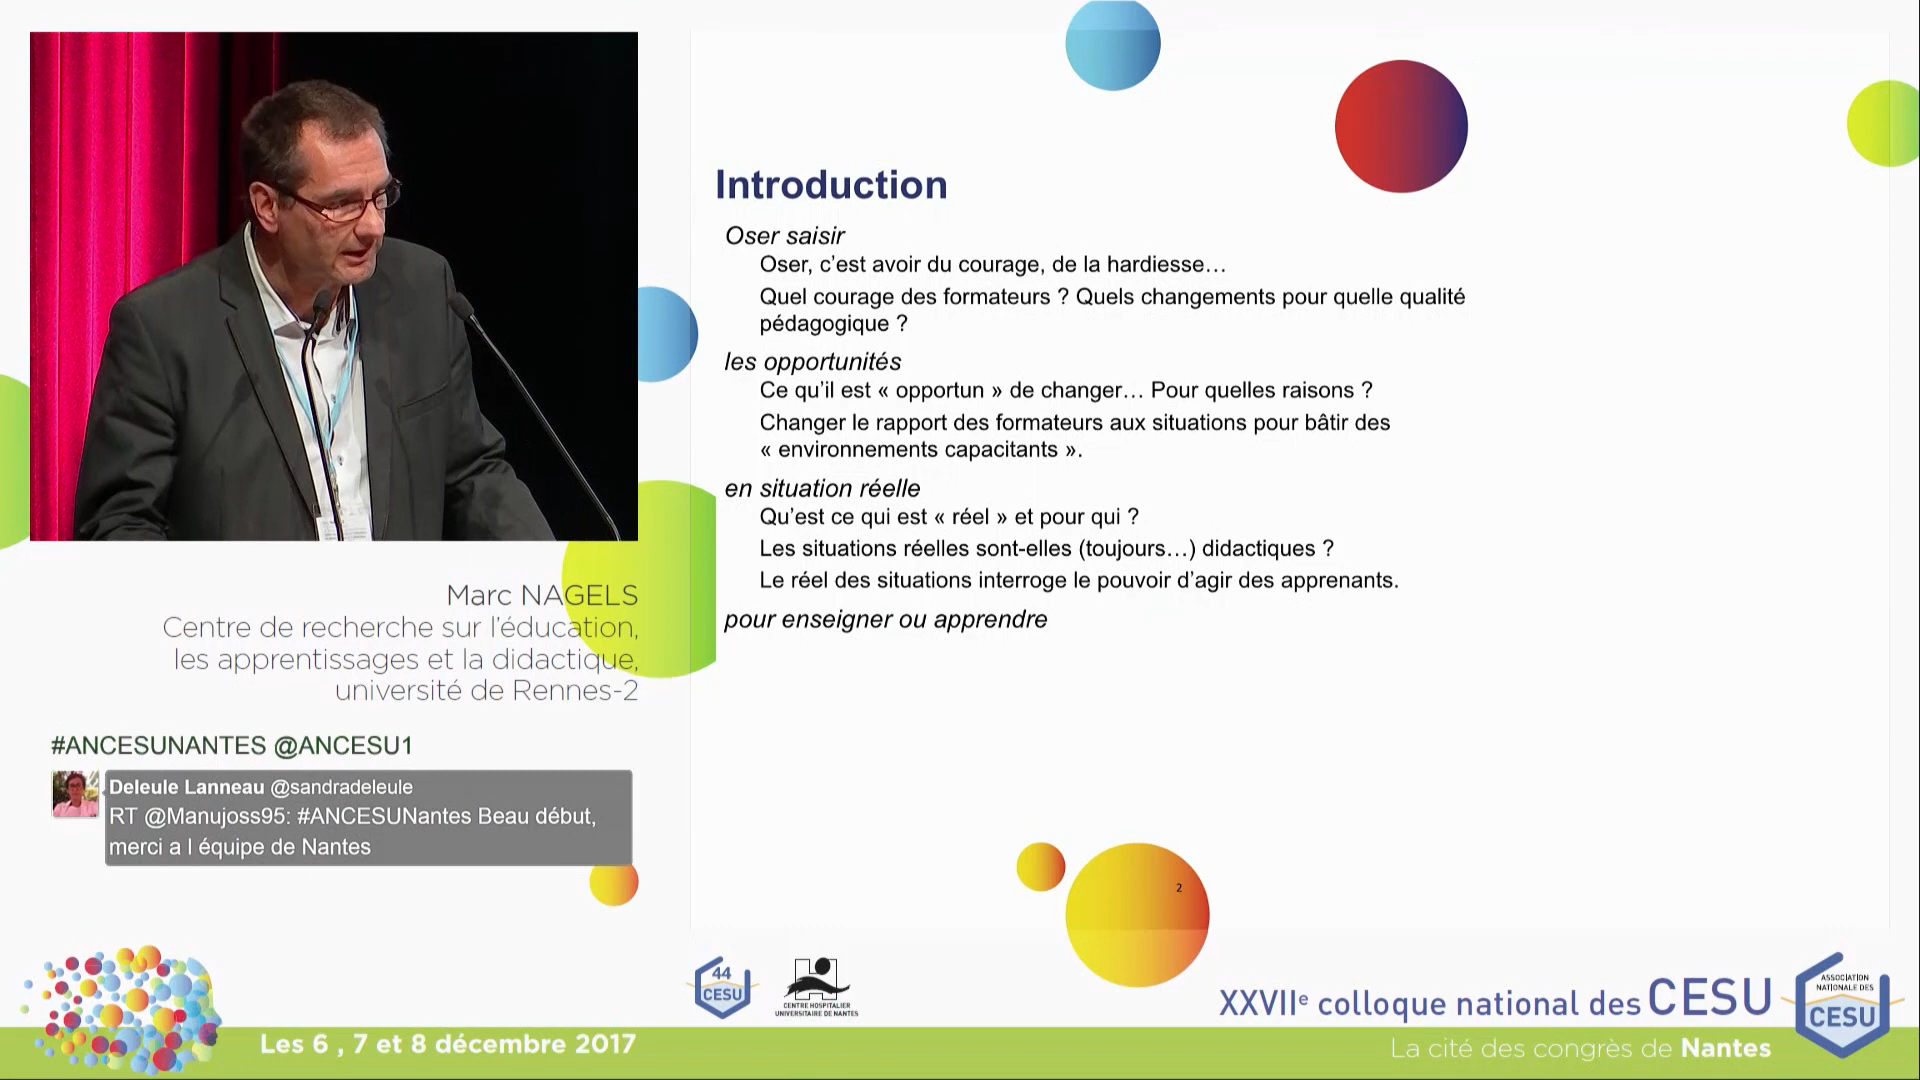 Introduction
Oser saisir
Oser, c’est avoir du courage, de la hardiesse…
Quel courage des formateurs ? Quels changements pour quelle qualité
pédagogique ?
les opportunités
Ce qu’il est « opportun » de changer… Pour quelles raisons ?
Changer le rapport des formateurs aux situations pour bâtir des
« environnements capacitants ».
en situation réelle
Qu’est ce qui est « réel » et pour qui ?
Les situations réelles sont-elles (toujours…) didactiques ?
Le réel des situations interroge le pouvoir d’agir des apprenants.
pour enseigner ou apprendre
Marc NAGELS
Centre de recherche sur l’éducation,
les apprentissages et la didactique,
université de Rennes-2
#ANCESUNANTES @ANCESU1
Deleule Lanneau @sandradeleule
RT @Manujoss95: #ANCESUNantes Beau début,
merci a l équipe de Nantes
2
44
CESU
CENTRE HOSPITALIER
UNIVERSITAIRE DE NANTES
XXVIIe colloque national des CESU
ASSOCIATION
NATIONALE DES
CESU
Les 6 , 7 et 8 décembre 2017
La cité des congrès de Nantes